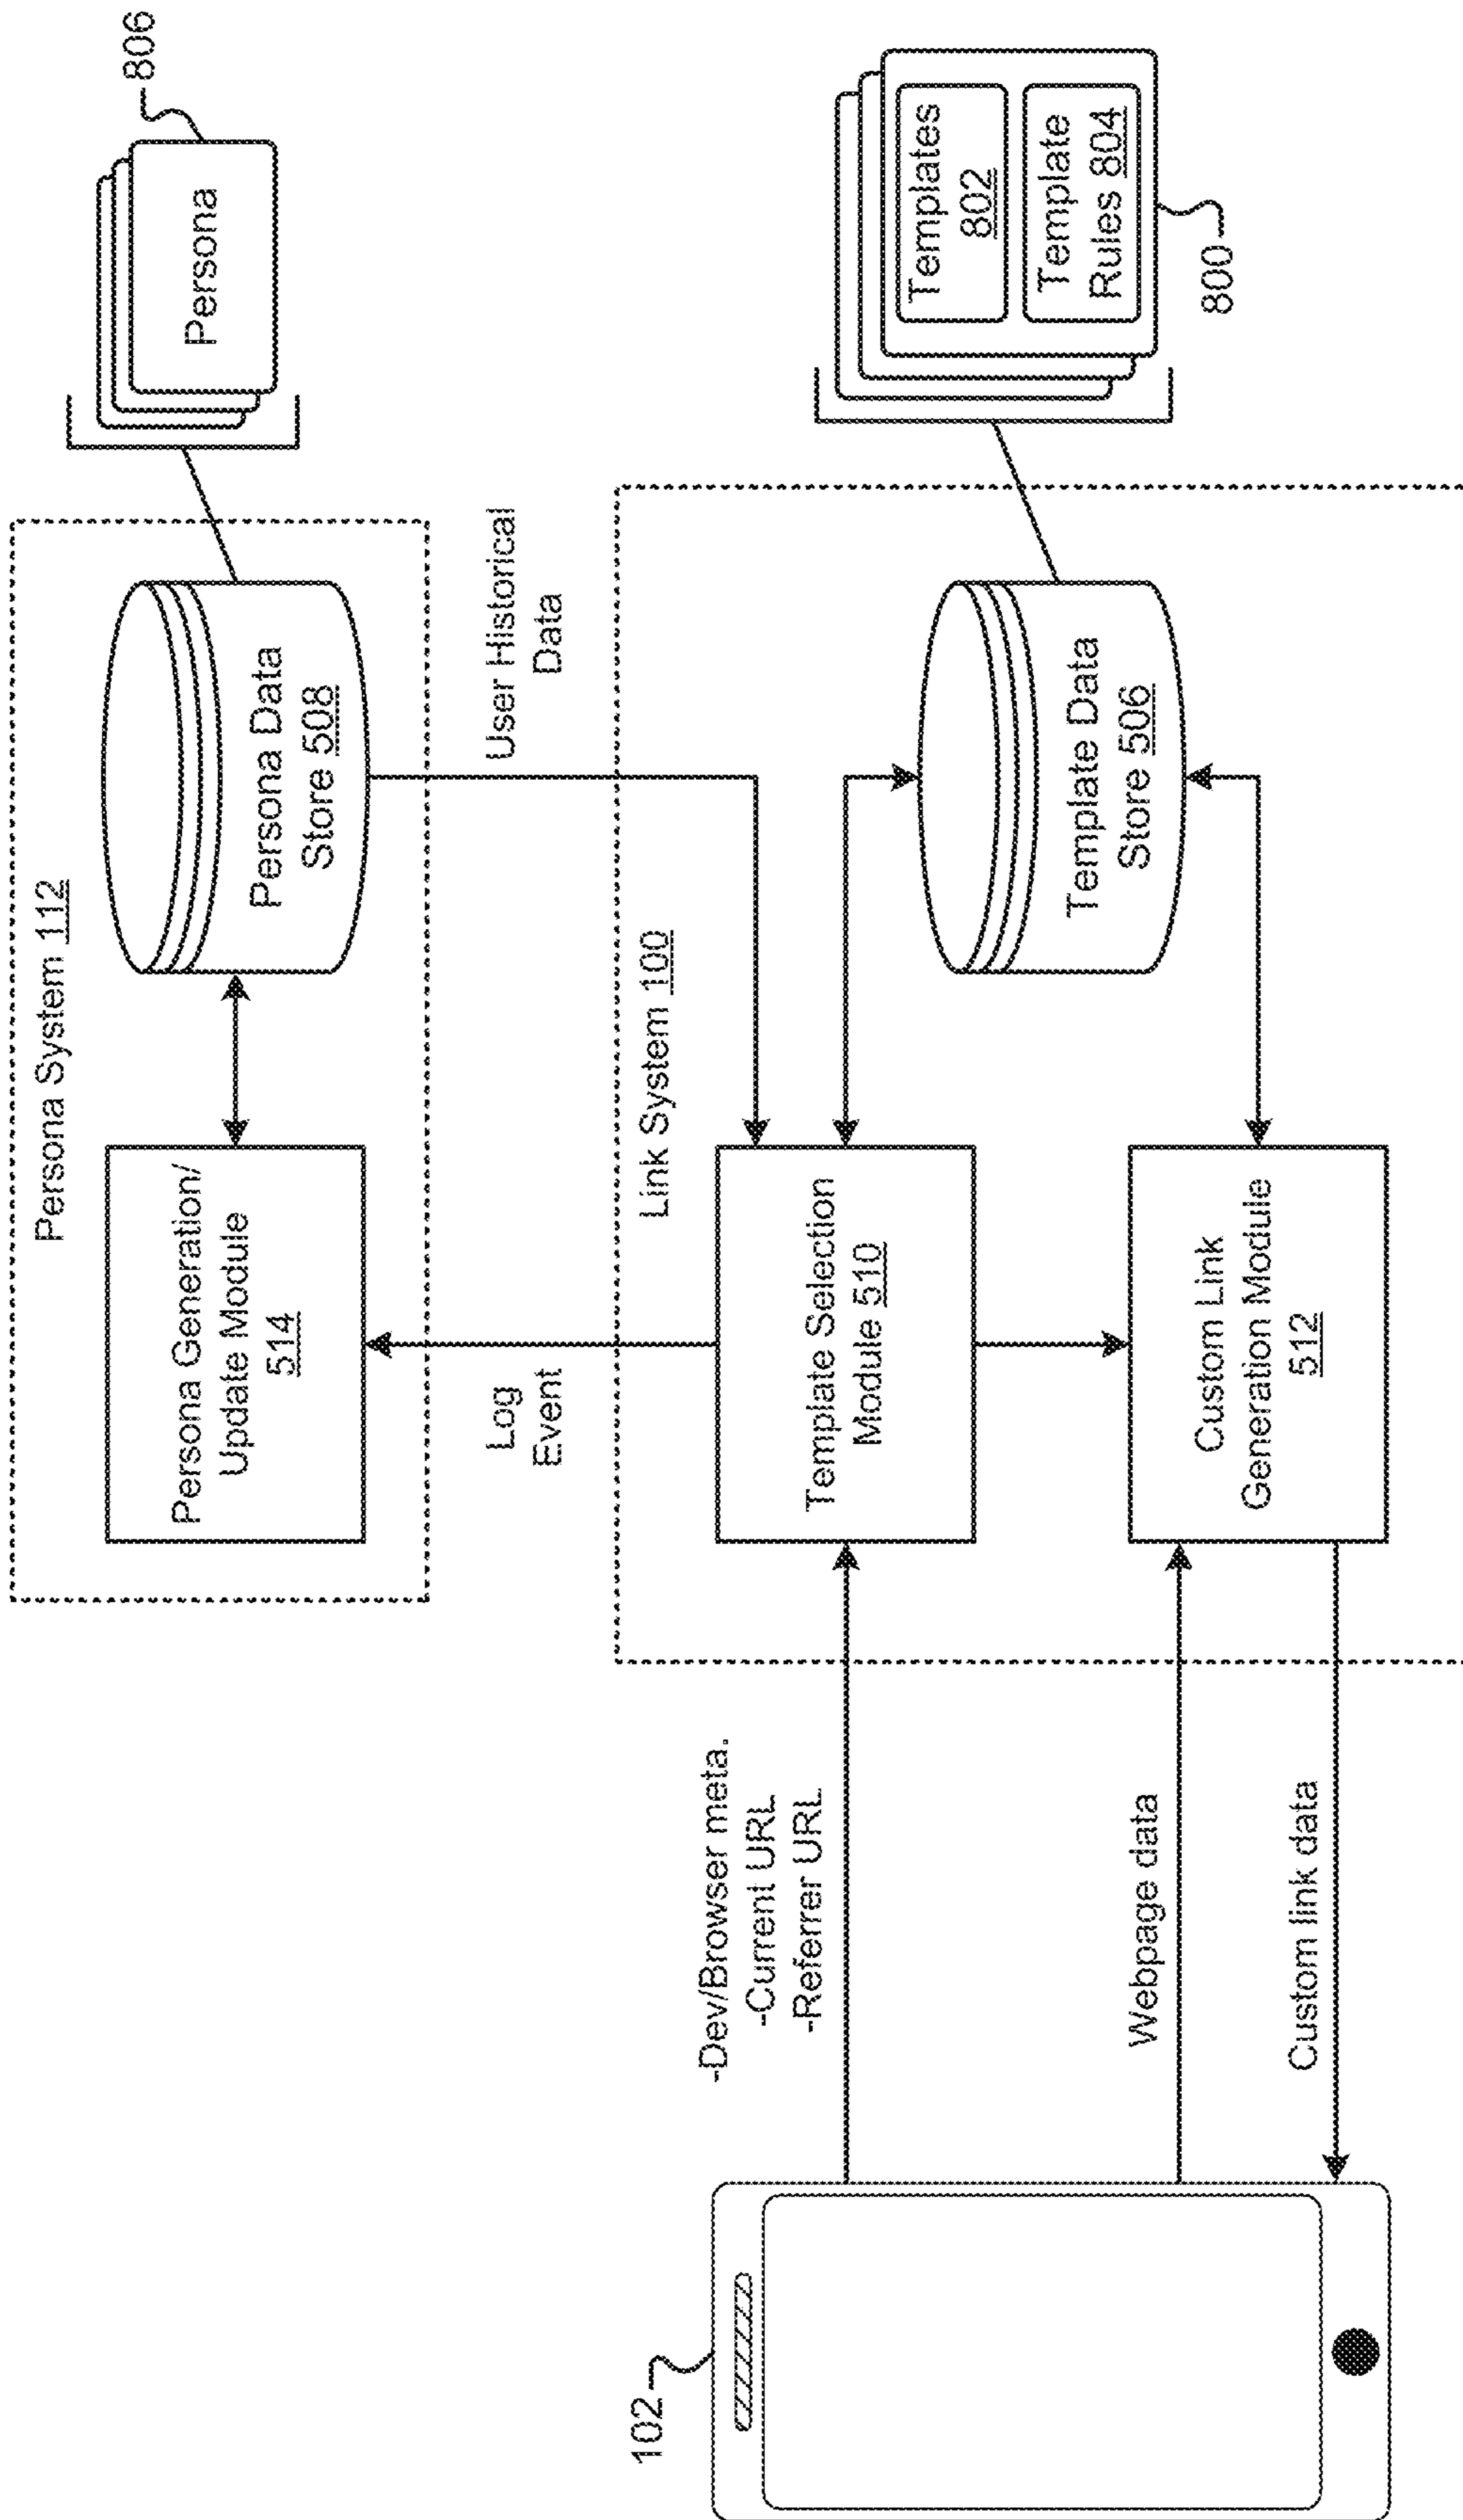 Persona System 112
Persona Generation/
Update Module
514
Persona Data
Store 508
Persona
806
Log
Event
User Historical
Data
Link System 100
102
-Dev/Browser meta.
-Current URL
-Referrer URL
Template Selection
Module 510
Template Data
Store 506
Templates
802
Template
Rules 804
800
Webpage data
Custom link data
Custom Link
Generation Module
512